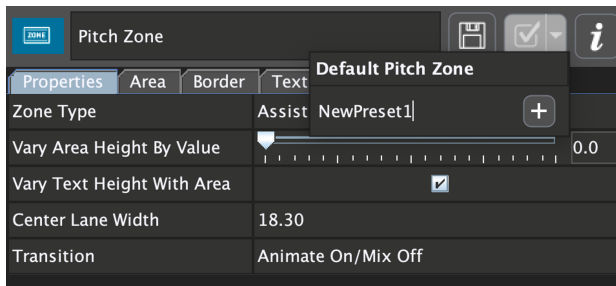 ZONE
Pitch Zone
i
Default Pitch Zone
NewPreset1
+
Properties Area Border Text
Zone Type Assist
Vary Area Height By Value 0.0
Vary Text Height With Area
Center Lane Width 18.30
Transition Animate On/Mix Off